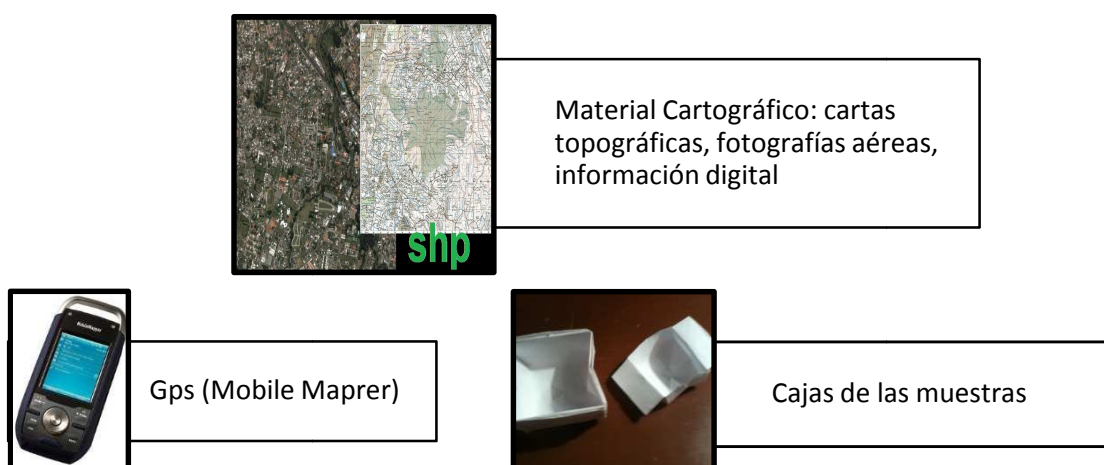 Material Cartográfico: cartas
topográficas, fotografías aéreas,
información digital
shp
Gps (Mobile Maprer)
Cajas de las muestras